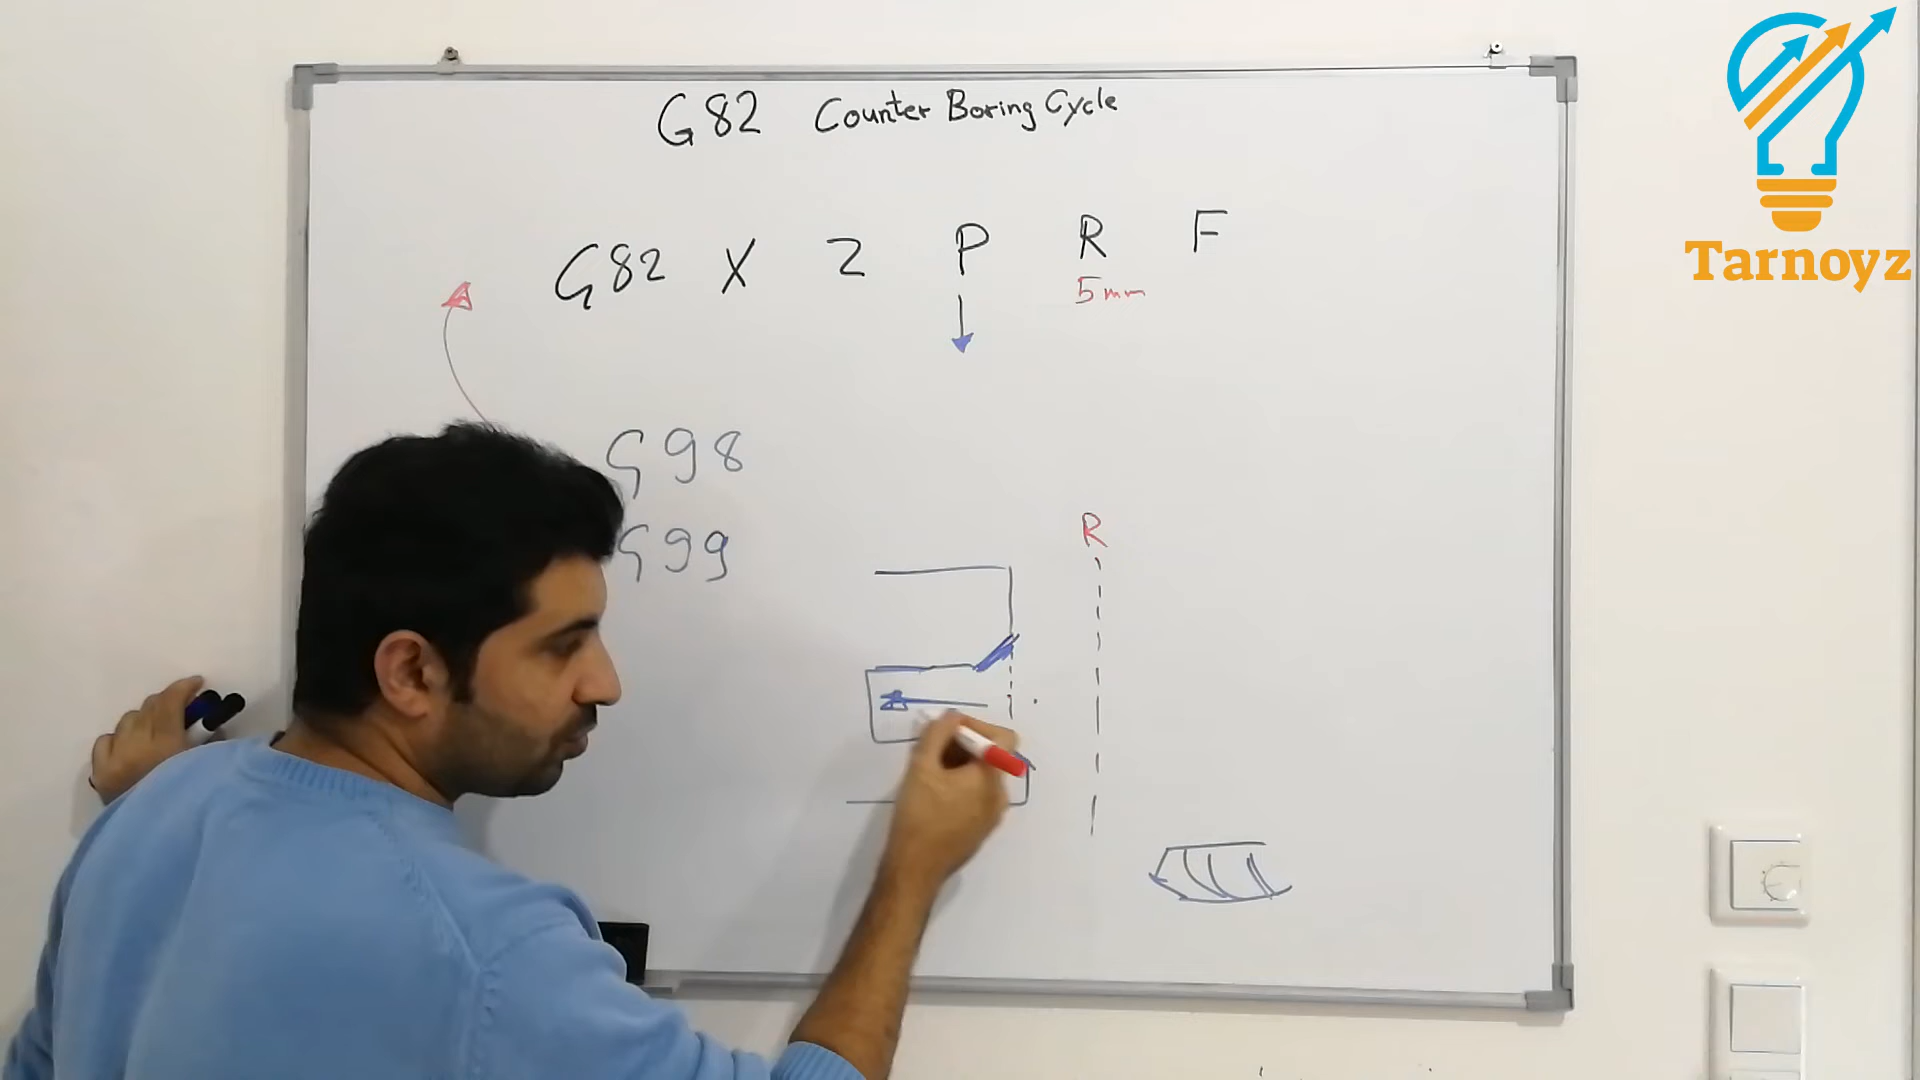 G82 Counter Boring Cycle
G82 X Z P R F
5mm
G98
G99
R
Tarnoyz